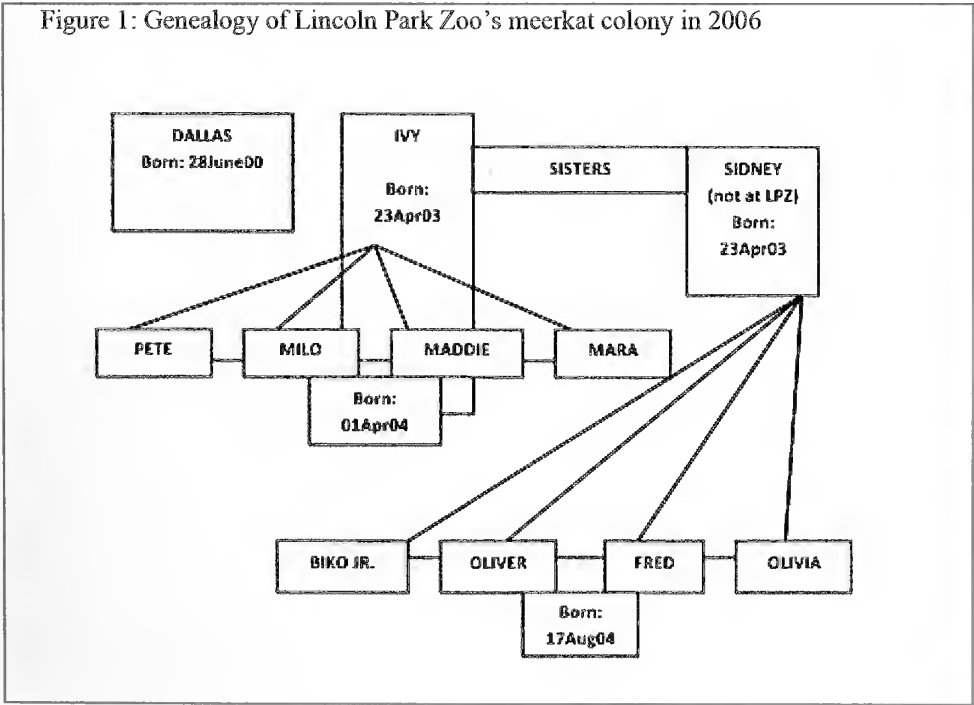 Figure 1: Genealogy of Lincoln Park Zoo's meerkat colony in 2006
DALLAS
Born: 28June00
IVY
Born:
23Apr03
SISTERS
SIDNEY
(not at LPZ)
Born:
23Apr03
PETE
MILO
MADDIE
MARA
Born:
01Apr04
BIKO JR.
OLIVER
FRED
OLIVIA
Born:
17Aug04